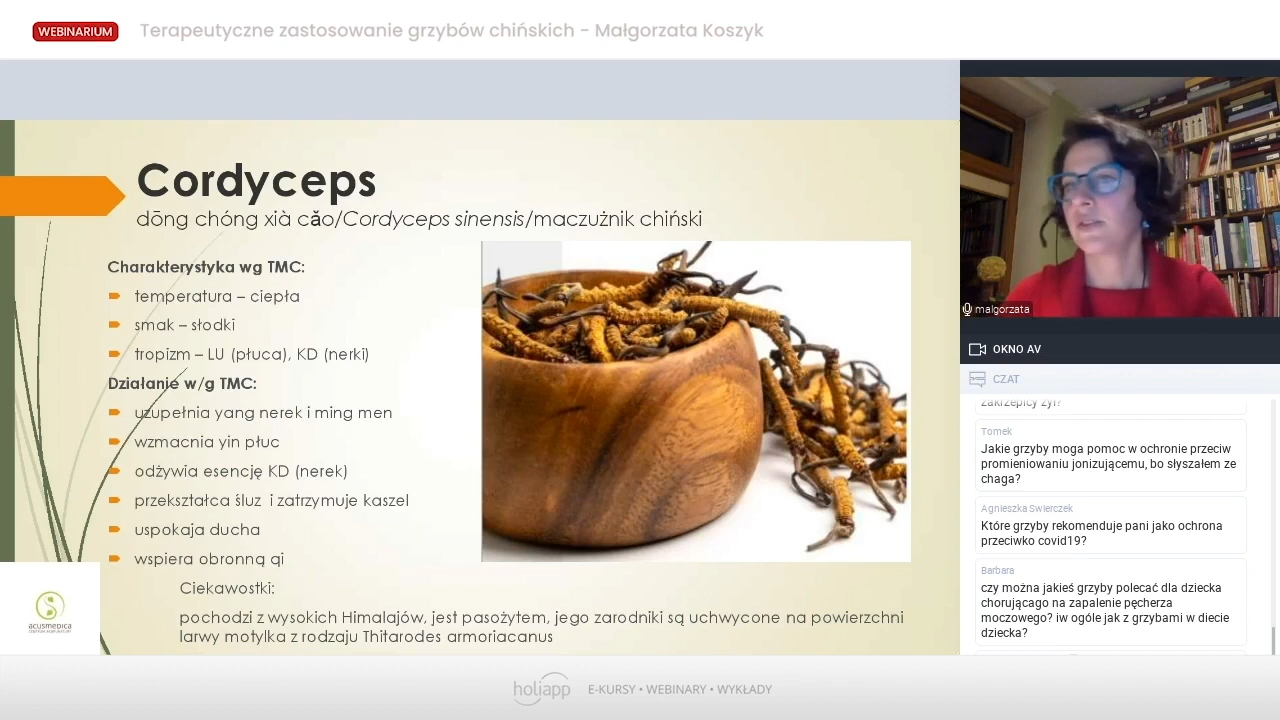 WEBINARIUM
Terapeutyczne zastosowanie grzybów chińskich - Małgorzata Koszyk
Cordyceps
dōng chóng xià cǎo/Cordyceps sinensis/maczużnik chiński
Charakterystyka wg TMC:
temperatura – ciepła
smak – słodki
tropizm – LU (płuca), KD (nerki)
Działanie w/g TMC:
uzupełnia yang nerek i ming men
wzmacnia yin płuc
odżywia esencję KD (nerek)
przekształca śluz i zatrzymuje kaszel
uspokaja ducha
wspiera obronną qi
Ciekawostki:
pochodzi z wysokich Himalajów, jest pasożytem, jego zarodniki są uchwycone na powierzchni
larwy motylka z rodzaju Thitarodes armoriacanus
acusmedica
malgorzata
OKNO AV
CZAT
zakrzepicy żył?
Tomek
Jakie grzyby moga pomoc w ochronie przeciw
promieniowaniu jonizującemu, bo słyszałem ze
chaga?
Agnieszka Swierczek
Które grzyby rekomenduje pani jako ochrona
przeciwko covid19?
Barbara
czy można jakieś grzyby polecać dla dziecka
chorującago na zapalenie pęcherza
moczowego? iw ogóle jak z grzybami w diecie
dziecka?
holiapp
E-KURSY • WEBINARY • WYKŁADY